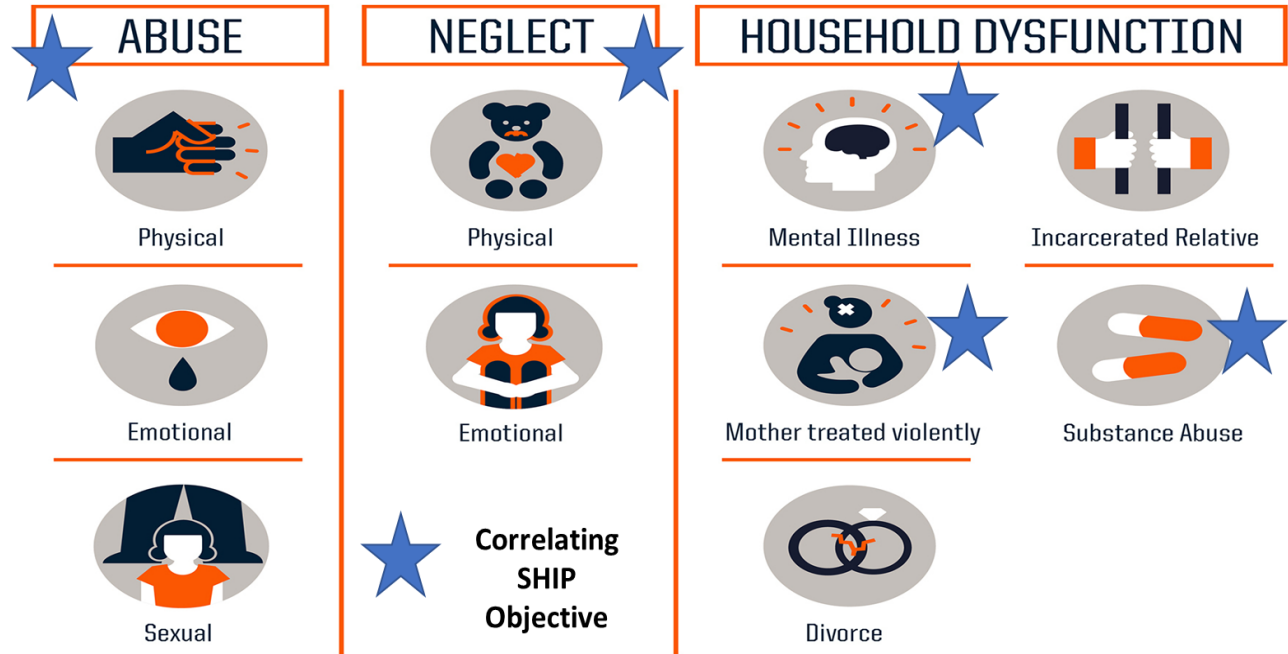 ABUSE
Physical
Emotional
Sexual
NEGLECT
Physical
Emotional
Correlating
SHIP
Objective
HOUSEHOLD DYSFUNCTION
Mental Illness
Incarcerated Relative
Mother treated violently
Substance Abuse
Divorce